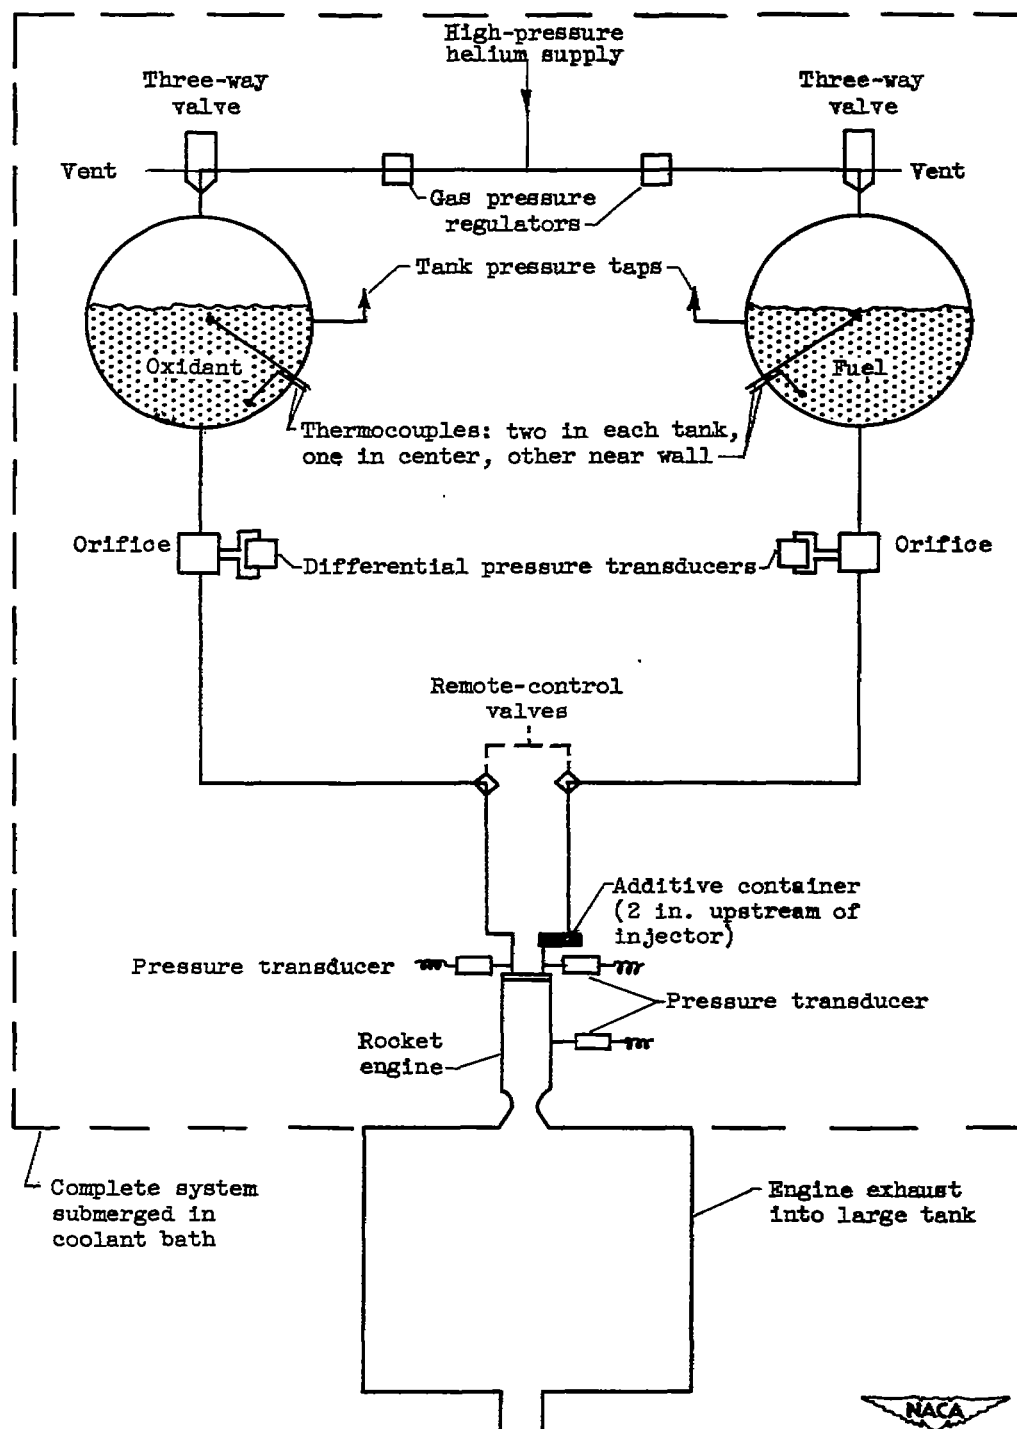 High-pressure
helium supply
Three-way
valve
Three-way
valve
Vent
Vent
Gas pressure
regulators
Tank pressure taps
Oxidant
Fuel
Thermocouples: two in each tank,
one in center, other near wall
Orifice
Orifice
Differential pressure transducers
Remote-control
valves
Additive container
(2 in. upstream of
injector)
Pressure transducer
Pressure transducer
Rocket
engine
Complete system
submerged in
coolant bath
Engine exhaust
into large tank
NACA